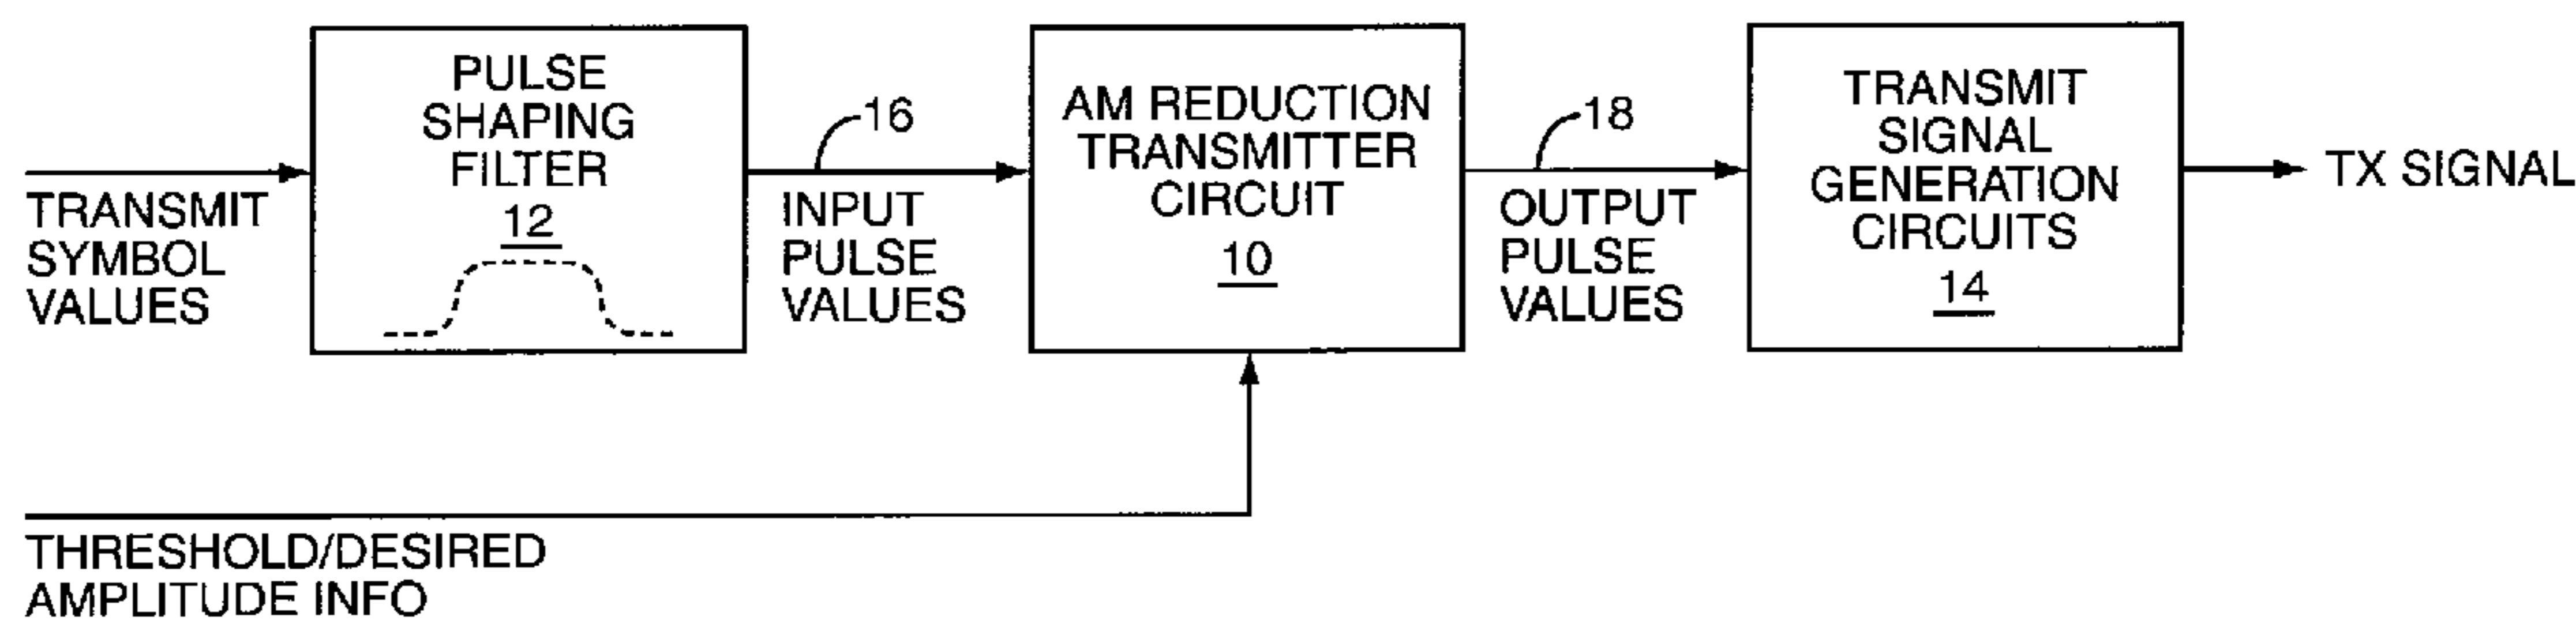 PULSE
SHAPING
FILTER
12
TRANSMIT
SYMBOL
VALUES
16
INPUT
PULSE
VALUES
AM REDUCTION
TRANSMITTER
CIRCUIT
10
18
OUTPUT
PULSE
VALUES
TRANSMIT
SIGNAL
GENERATION
CIRCUITS
14
TX SIGNAL
THRESHOLD/DESIRED
AMPLITUDE INFO